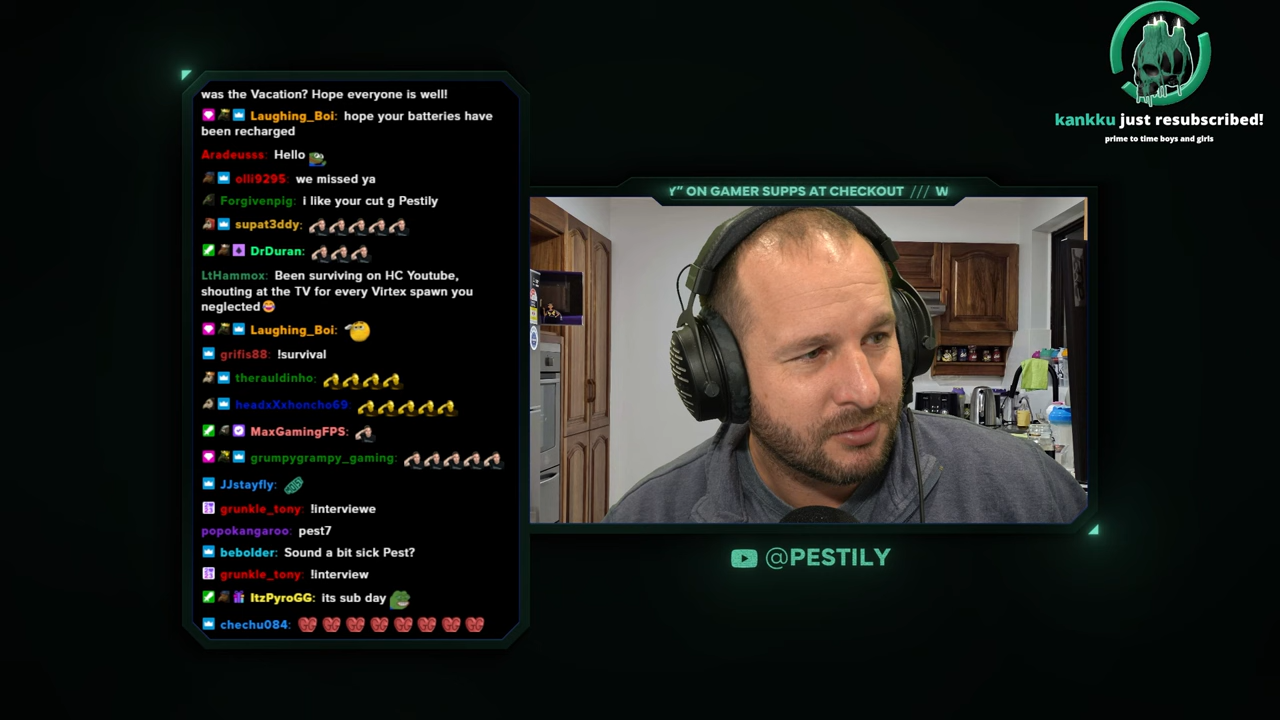 was the Vacation? Hope everyone is well!
Laughing_Boi: hope your batteries have
been recharged
Aradeusss: Hello
olli9295: we missed ya
Forgivenpig: i like your cut g Pestily
supat3ddy:
DrDuran:
LtHammox: Been surviving on HC Youtube,
shouting at the TV for every Virtex spawn you
neglected
Laughing_Boi:
grifis88: !survival
therauldinho:
headxXxhoncho69:
MaxGamingFPS:
grumpygrampy_gaming:
JJstayfly:
grunkle_tony: !interviewe
popokangaroo: pest7
bebolder: Sound a bit sick Pest?
grunkle_tony: !interview
ItzPyroGG: its sub day
chechu084:
kankku just resubscribed!
prime to time boys and girls
Y" ON GAMER SUPPS AT CHECKOUT /// W
@PESTILY